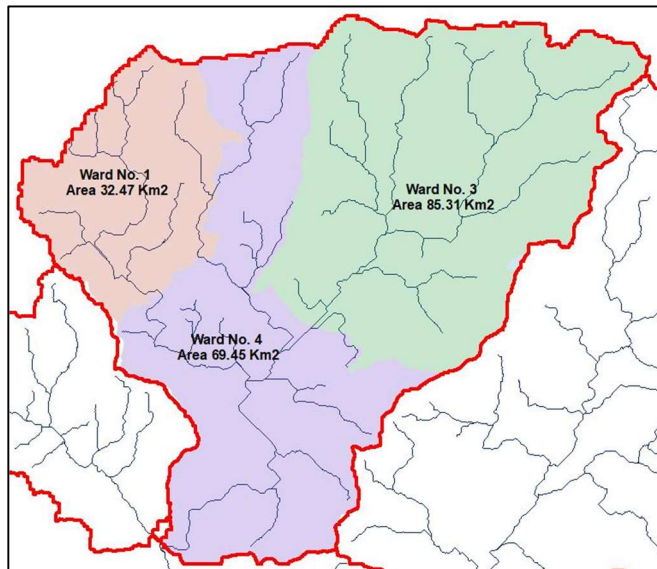 Ward No. 1
Area 32.47 Km2
Ward No. 3
Area 85.31 Km2
Ward No. 4
Area 69.45 Km2